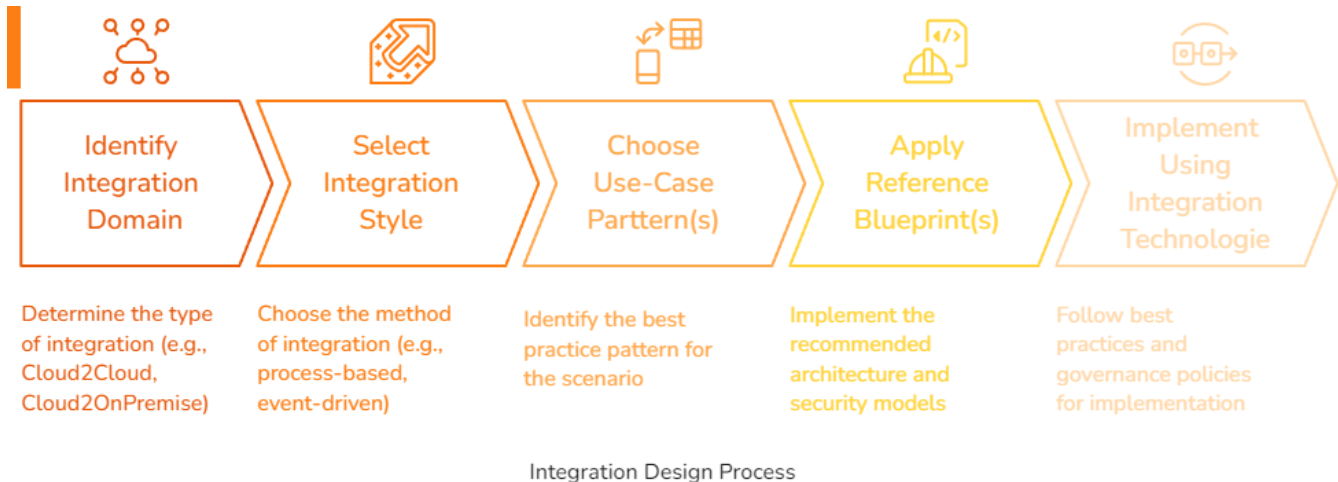 Identify
Integration
Domain
Select
Integration
Style
Choose
Use-Case
Parttern(s)
Apply
Reference
Blueprint(s)
Implement
Using
Integration
Technologie
Determine the type
of integration (e.g.,
Cloud2Cloud,
Cloud2OnPremise)
Choose the method
of integration (e.g.,
process-based,
event-driven)
Identify the best
practice pattern for
the scenario
Implement the
recommended
architecture and
security models
Follow best
practices and
governance policies
for implementation
Integration Design Process